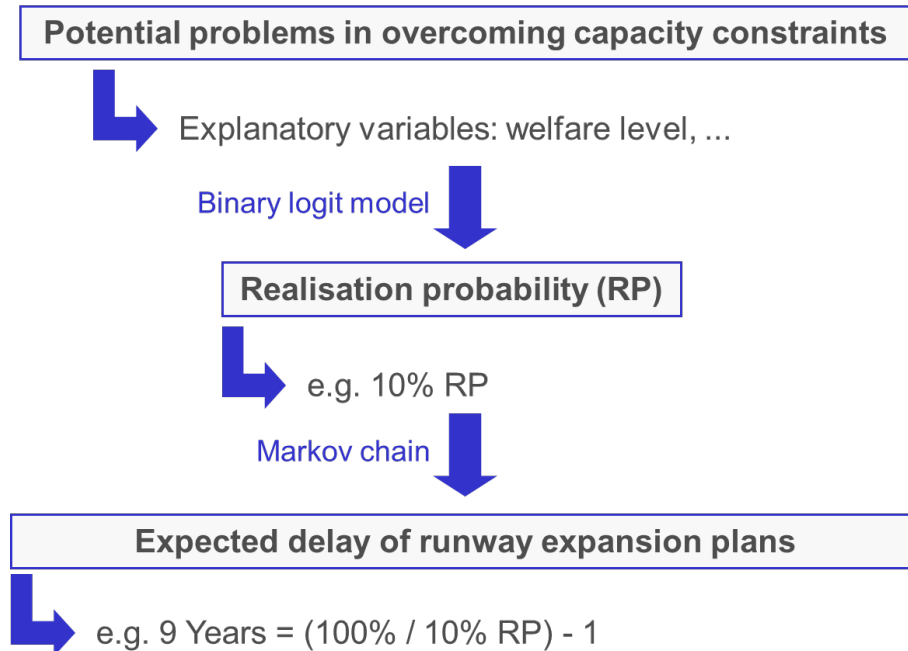 Potential problems in overcoming capacity constraints
Explanatory variables: welfare level, ...
Binary logit model
Realisation probability (RP)
e.g. 10% RP
Markov chain
Expected delay of runway expansion plans
e.g. 9 Years = (100% / 10% RP) - 1